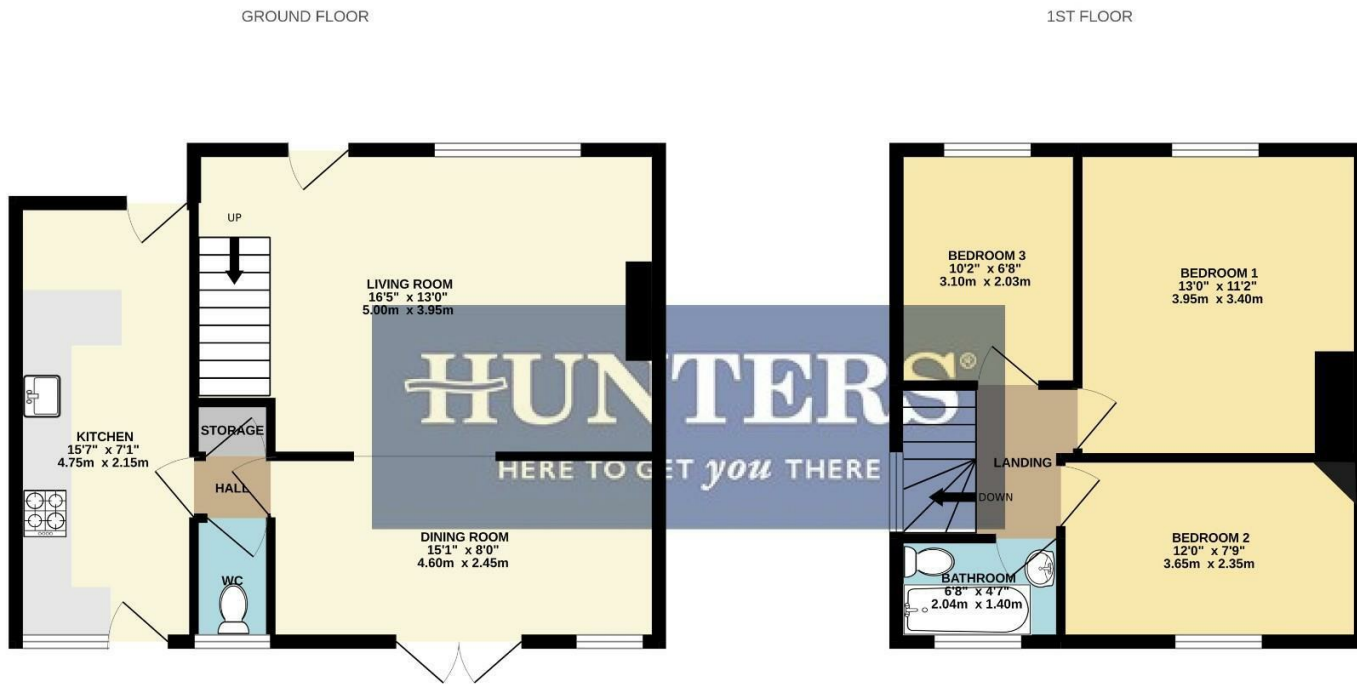 GROUND FLOOR
1ST FLOOR
UP
LIVING ROOM
16'5" x 13'0"
5.00m x 3.95m
KITCHEN
15'7" x 7'1"
4.75m x 2.15m
STORAGE
HALL
WC
DINING ROOM
15'1" x 8'0"
4.60m x 2.45m
HUNTERS®
HERE TO GET you THERE
BEDROOM 3
10'2" x 6'8"
3.10m x 2.03m
BEDROOM 1
13'0" x 11'2"
3.95m x 3.40m
LANDING
DOWN
BEDROOM 2
12'0" x 7'9"
3.65m x 2.35m
BATHROOM
6'8" x 4'7"
2.04m x 1.40m